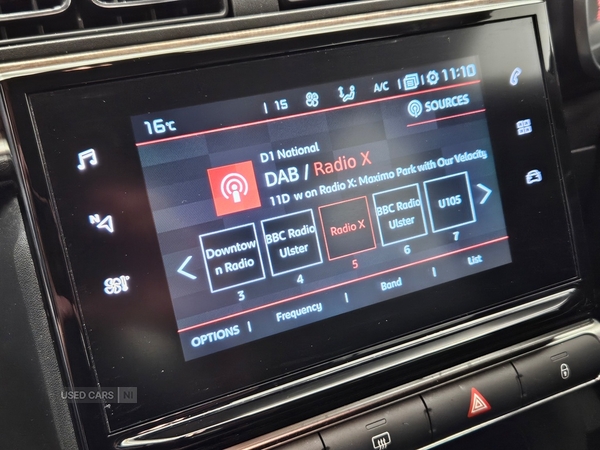 16°C
15
A/C
11:10
SOURCES
D1 National
DAB / Radio X
11D w on Radio X: Maximo Park with Our Velocity
Downtow
n Radio
BBC Radio
Ulster
Radio X
BBC Radio
Ulster
U105
3
4
5
6
7
OPTIONS
Frequency
Band
List
N
USED CARS NI